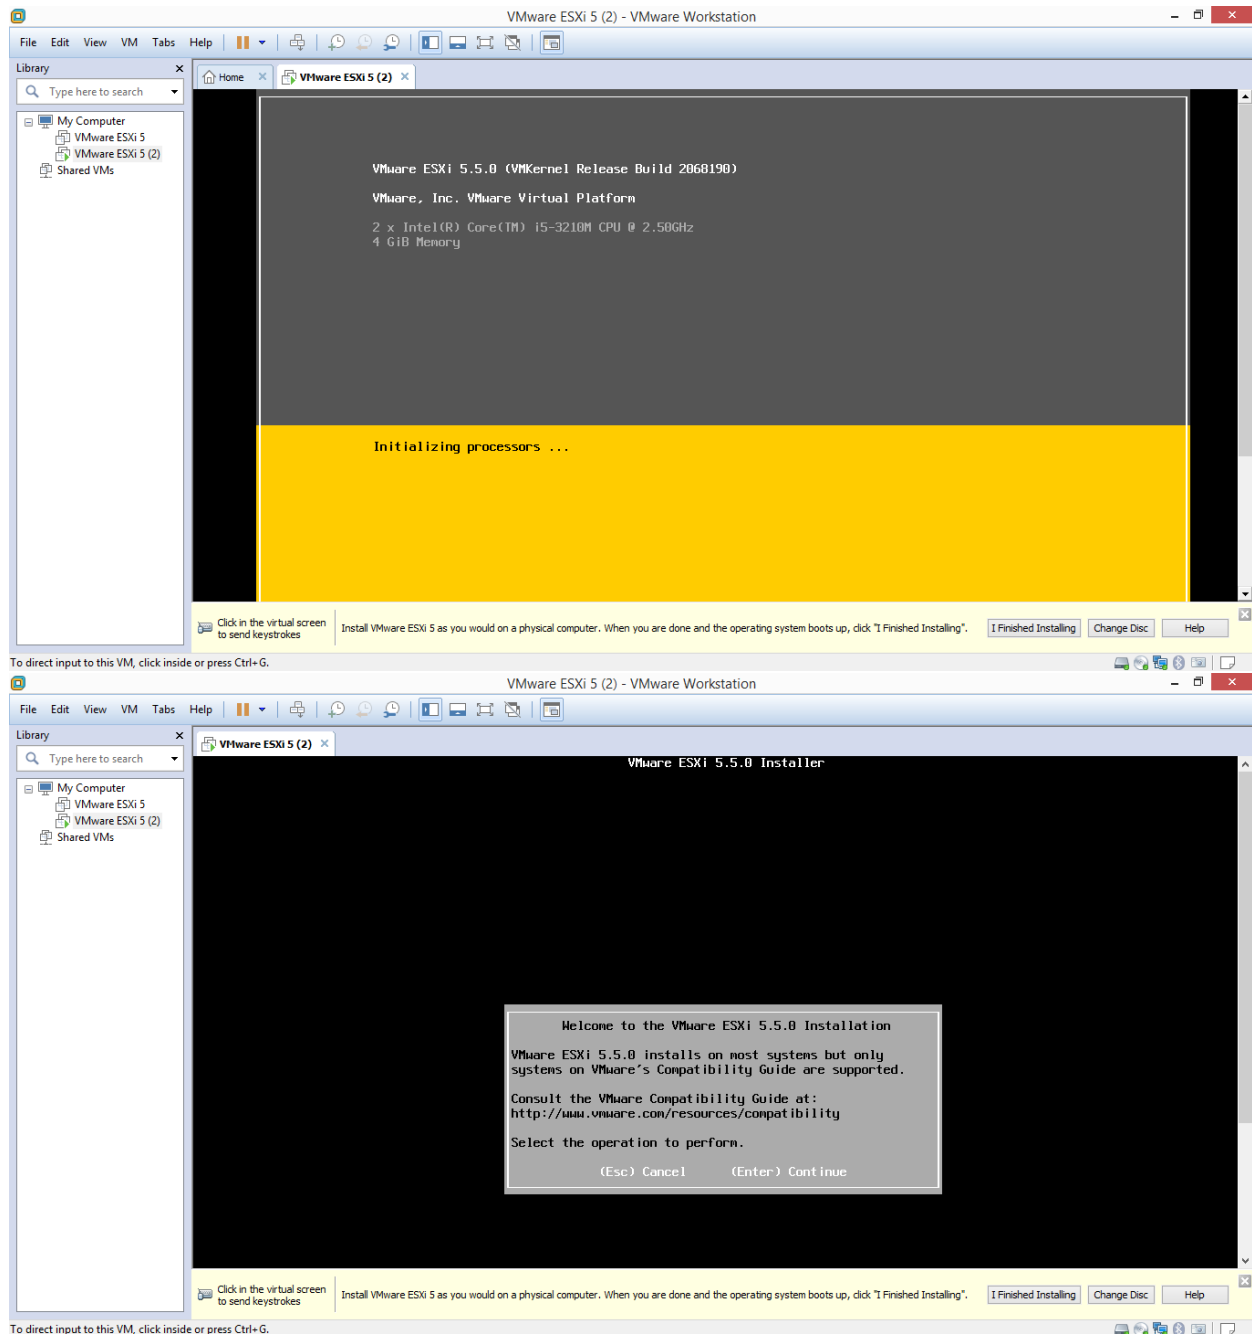 VMware ESXi 5 (2) - VMware Workstation
File Edit View VM Tabs Help
Library
Home
VMware ESXi 5 (2)
Type here to search
My Computer
VMware ESXi 5
VMware ESXi 5 (2)
Shared VMs
VMware ESXi 5.5.0 (VMKernel Release Build 2068190)
VMware, Inc. VMware Virtual Platform
2 x Intel(R) Core(TM) i5-3210M CPU @ 2.50GHz
4 GiB Memory
Initializing processors ...
Click in the virtual screen
to send keystrokes
Install VMware ESXi 5 as you would on a physical computer. When you are done and the operating system boots up, click "I Finished Installing".
I Finished Installing
Change Disc
Help
To direct input to this VM, click inside or press Ctrl+G.
VMware ESXi 5 (2) - VMware Workstation
File Edit View VM Tabs Help
Library
VMware ESXi 5 (2)
Type here to search
My Computer
VMware ESXi 5
VMware ESXi 5 (2)
Shared VMs
VMware ESXi 5.5.0 Installer
Welcome to the VMware ESXi 5.5.0 Installation
VMware ESXi 5.5.0 installs on most systems but only
systems on VMware's Compatibility Guide are supported.
Consult the VMware Compatibility Guide at:
http://www.vmware.com/resources/compatibility
Select the operation to perform.
(Esc) Cancel (Enter) Continue
Click in the virtual screen
to send keystrokes
Install VMware ESXi 5 as you would on a physical computer. When you are done and the operating system boots up, click "I Finished Installing".
I Finished Installing
Change Disc
Help
To direct input to this VM, click inside or press Ctrl+G.